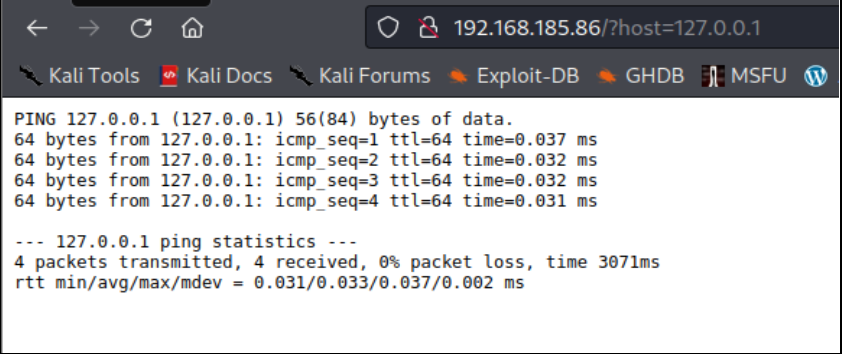 192.168.185.86/?host=127.0.0.1
Kali Tools Kali Docs Kali Forums Exploit-DB GHDB MSFU
PING 127.0.0.1 (127.0.0.1) 56(84) bytes of data.
64 bytes from 127.0.0.1: icmp_seq=1 ttl=64 time=0.037 ms
64 bytes from 127.0.0.1: icmp_seq=2 ttl=64 time=0.032 ms
64 bytes from 127.0.0.1: icmp_seq=3 ttl=64 time=0.032 ms
64 bytes from 127.0.0.1: icmp_seq=4 ttl=64 time=0.031 ms
--- 127.0.0.1 ping statistics ---
4 packets transmitted, 4 received, 0% packet loss, time 3071ms
rtt min/avg/max/mdev = 0.031/0.033/0.037/0.002 ms